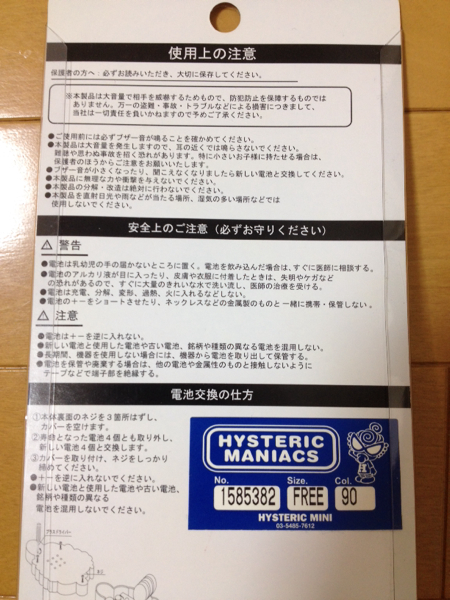 使用上の注意
保護者の方へ:必ずお読みいただき、大切に保存してください。
※本製品は大音量で相手を威嚇するためもので、防犯防止を保障するものでは
ありません。万一の盗難・事故・トラブルなどによる損害につきまして、
当社は一切責任を負いかねますので予めご了承ください。
●ご使用前には必ずブザー音が鳴ることを確かめてください。
●本製品は大音量を発生しますので、耳の近くでは鳴らさないでください。
難聴や思わぬ事故を招く恐れがあります。特に小さいお子様に持たせる場合は、
保護者のほうからご注意をお願いいたします。
●ブザー音が小さくなったり、聞こえなくなりましたら新しい電池と交換してください。
●本製品に無理な力や衝撃を与えないでください。
●本製品の分解・改造は絶対に行わないでください。
●本製品を直射日光や雨などが当たる場所、湿気の多い場所などでは
使用しないでください。
安全上のご注意(必ずお守りください)
⚠ 警告
●電池は乳幼児の手の届かないところに置く。電池を飲み込んだ場合は、すぐに医師に相談する。
●電池のアルカリ液が目に入ったり、皮膚や衣服に付着したときは、失明やケガなど
の恐れがあるので、すぐに大量のきれいな水で洗い流し、医師の治療を受ける。
●電池は充電、分解、変形、過熱、火に入れるなどしない。
●電池の+-をショートさせたり、ネックレスなどの金属製のものと一緒に携帯・保管しない。
⚠ 注意
●電池は+-を逆に入れない。
●新しい電池と使用した電池や古い電池、銘柄や種類の異なる電池を混用しない。
●長期間、機器を使用しない場合には、機器から電池を取り出して保管する。
●電池を保管や廃棄する場合は、他の電池や金属性のものと接触しないように
テープなどで端子部を絶縁する。
電池交換の仕方
①本体裏面のネジを3箇所はずし、
カバーを空けます。
②寿命となった電池4個とも取り外し、
新しい電池4個と交換します。
③カバーを取付け、ネジをしっかり
締めてください。
●+-を逆に入れないでください。
●新しい電池と使用した電池や古い電池、
銘柄や種類の異なる
電池を混用しないでください。
プラスドライバー
ネジ
HYSTERIC
MANIACS
No. Size. Col.
1585382 FREE 90
HYSTERIC MINI
03-5485-7612